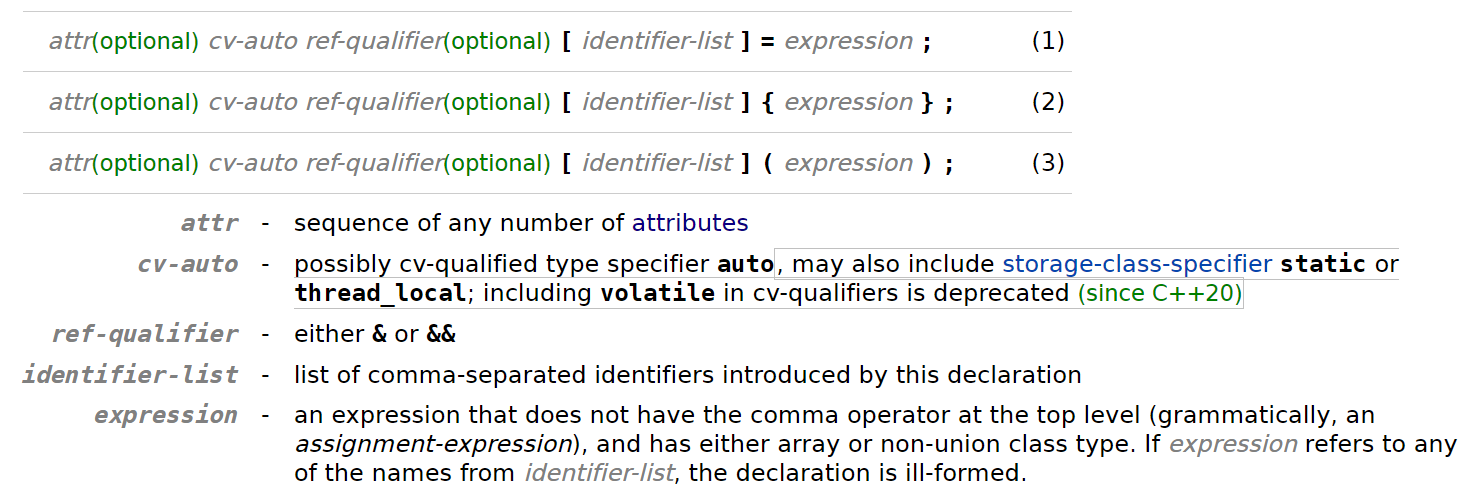 attr(optional) cv-auto ref-qualifier(optional) [ identifier-list ] = expression ; (1)
attr(optional) cv-auto ref-qualifier(optional) [ identifier-list ] { expression } ; (2)
attr(optional) cv-auto ref-qualifier(optional) [ identifier-list ] ( expression ) ; (3)
attr - sequence of any number of attributes
cv-auto - possibly cv-qualified type specifier auto, may also include storage-class-specifier static or
thread_local; including volatile in cv-qualifiers is deprecated (since C++20)
ref-qualifier - either & or &&
identifier-list - list of comma-separated identifiers introduced by this declaration
expression - an expression that does not have the comma operator at the top level (grammatically, an
assignment-expression), and has either array or non-union class type. If expression refers to any
of the names from identifier-list, the declaration is ill-formed.